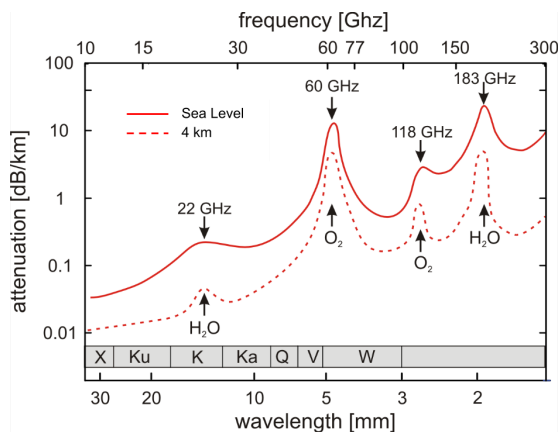 frequency [Ghz]
10 15 30 60 77 100 150 300
100
10
1
0.1
0.01
attenuation [dB/km]
Sea Level
4 km
60 GHz
183 GHz
118 GHz
22 GHz
O₂
O₂
H₂O
H₂O
X Ku K Ka Q V W
30 20 10 5 3 2
wavelength [mm]